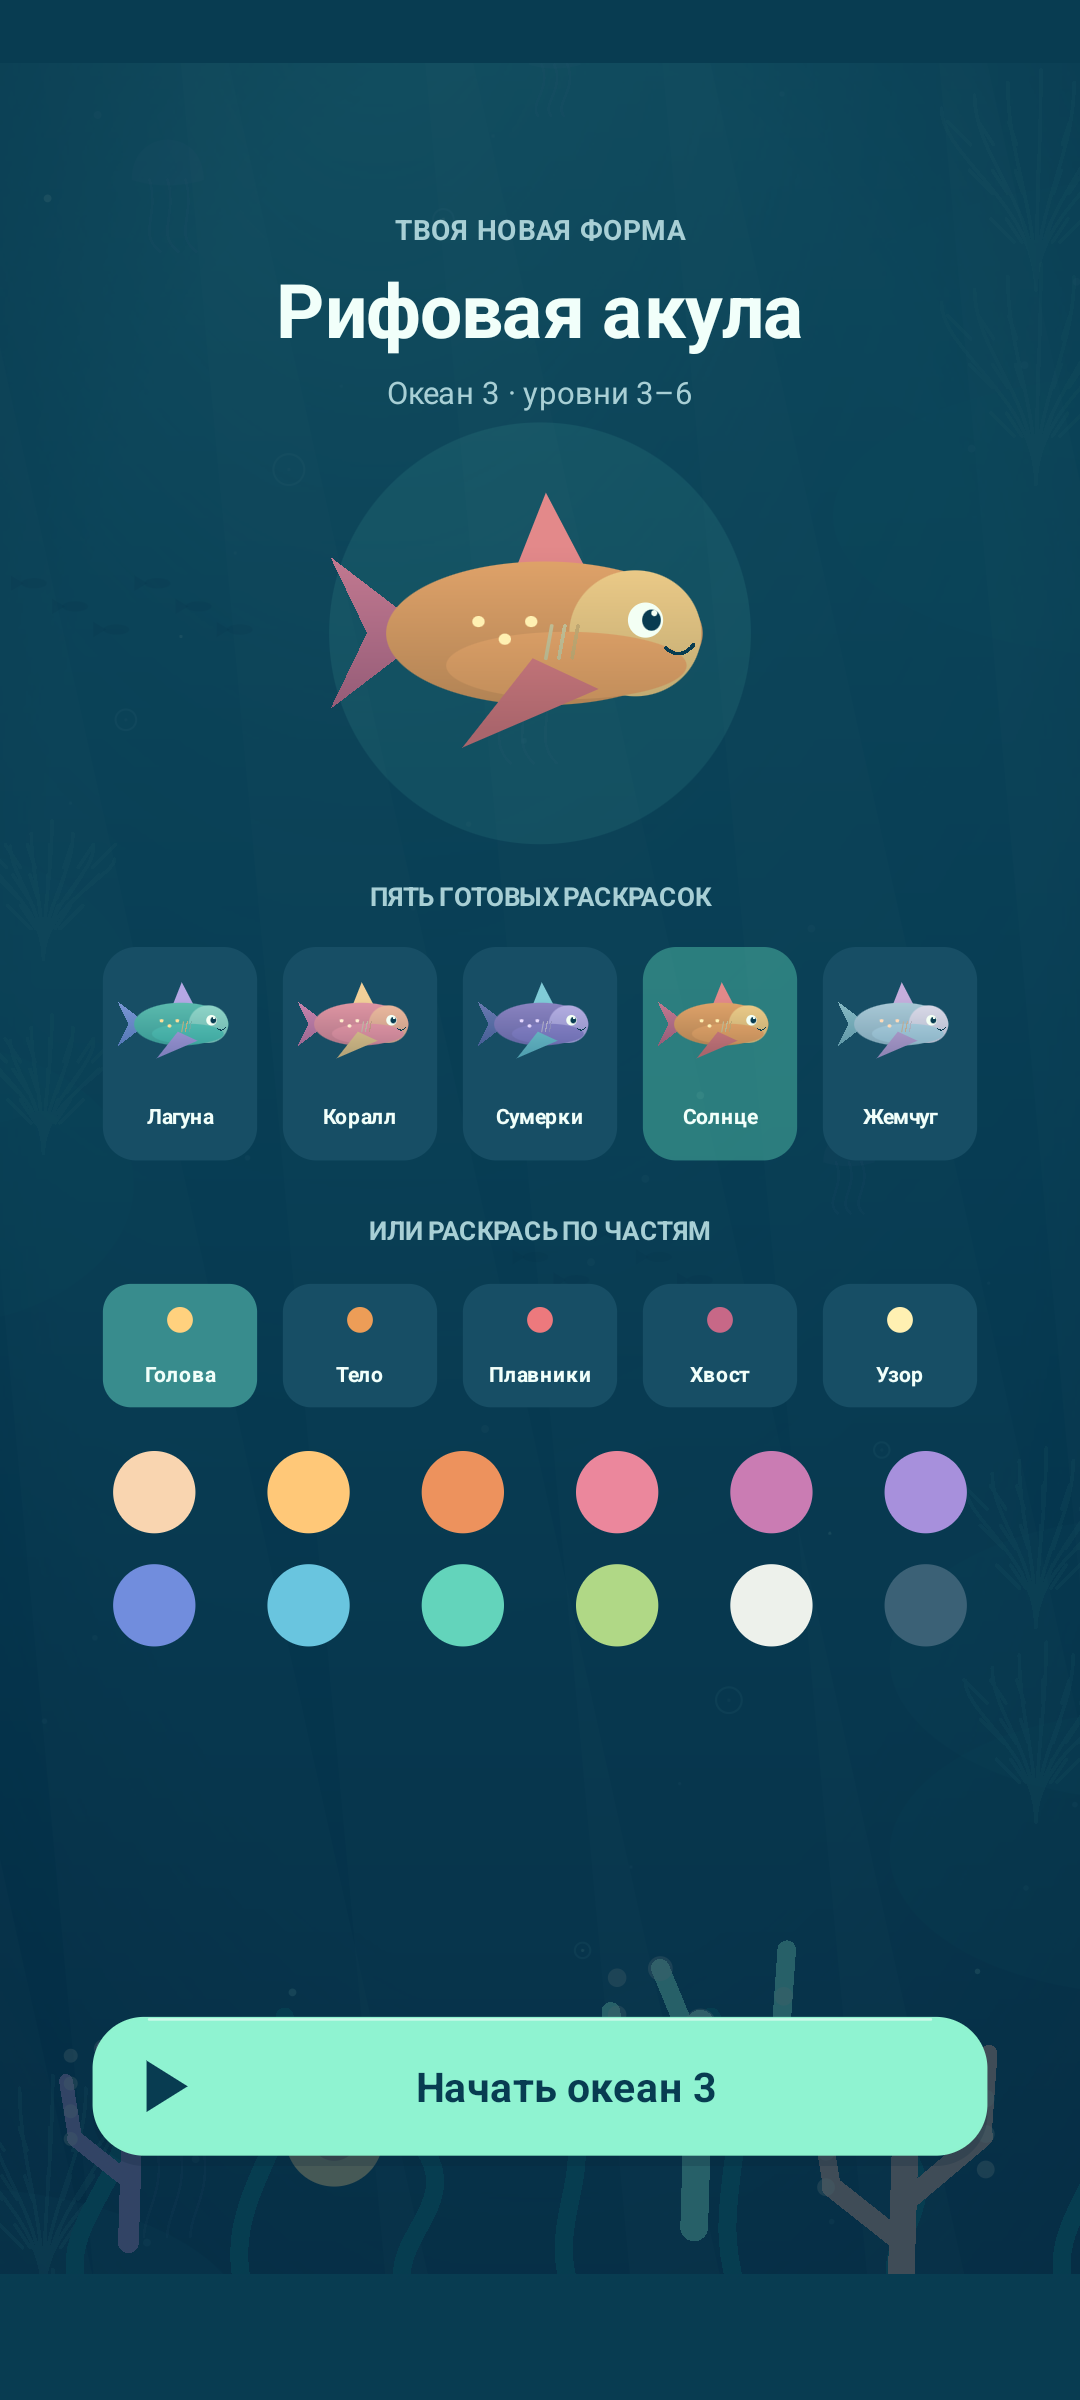 ТВОЯ НОВАЯ ФОРМА
Рифовая акула
Океан 3 · уровни 3–6
ПЯТЬ ГОТОВЫХ РАСКРАСОК
Лагуна
Коралл
Сумерки
Солнце
Жемчуг
ИЛИ РАСКРАСЬ ПО ЧАСТЯМ
Голова
Тело
Плавники
Хвост
Узор
Начать океан 3